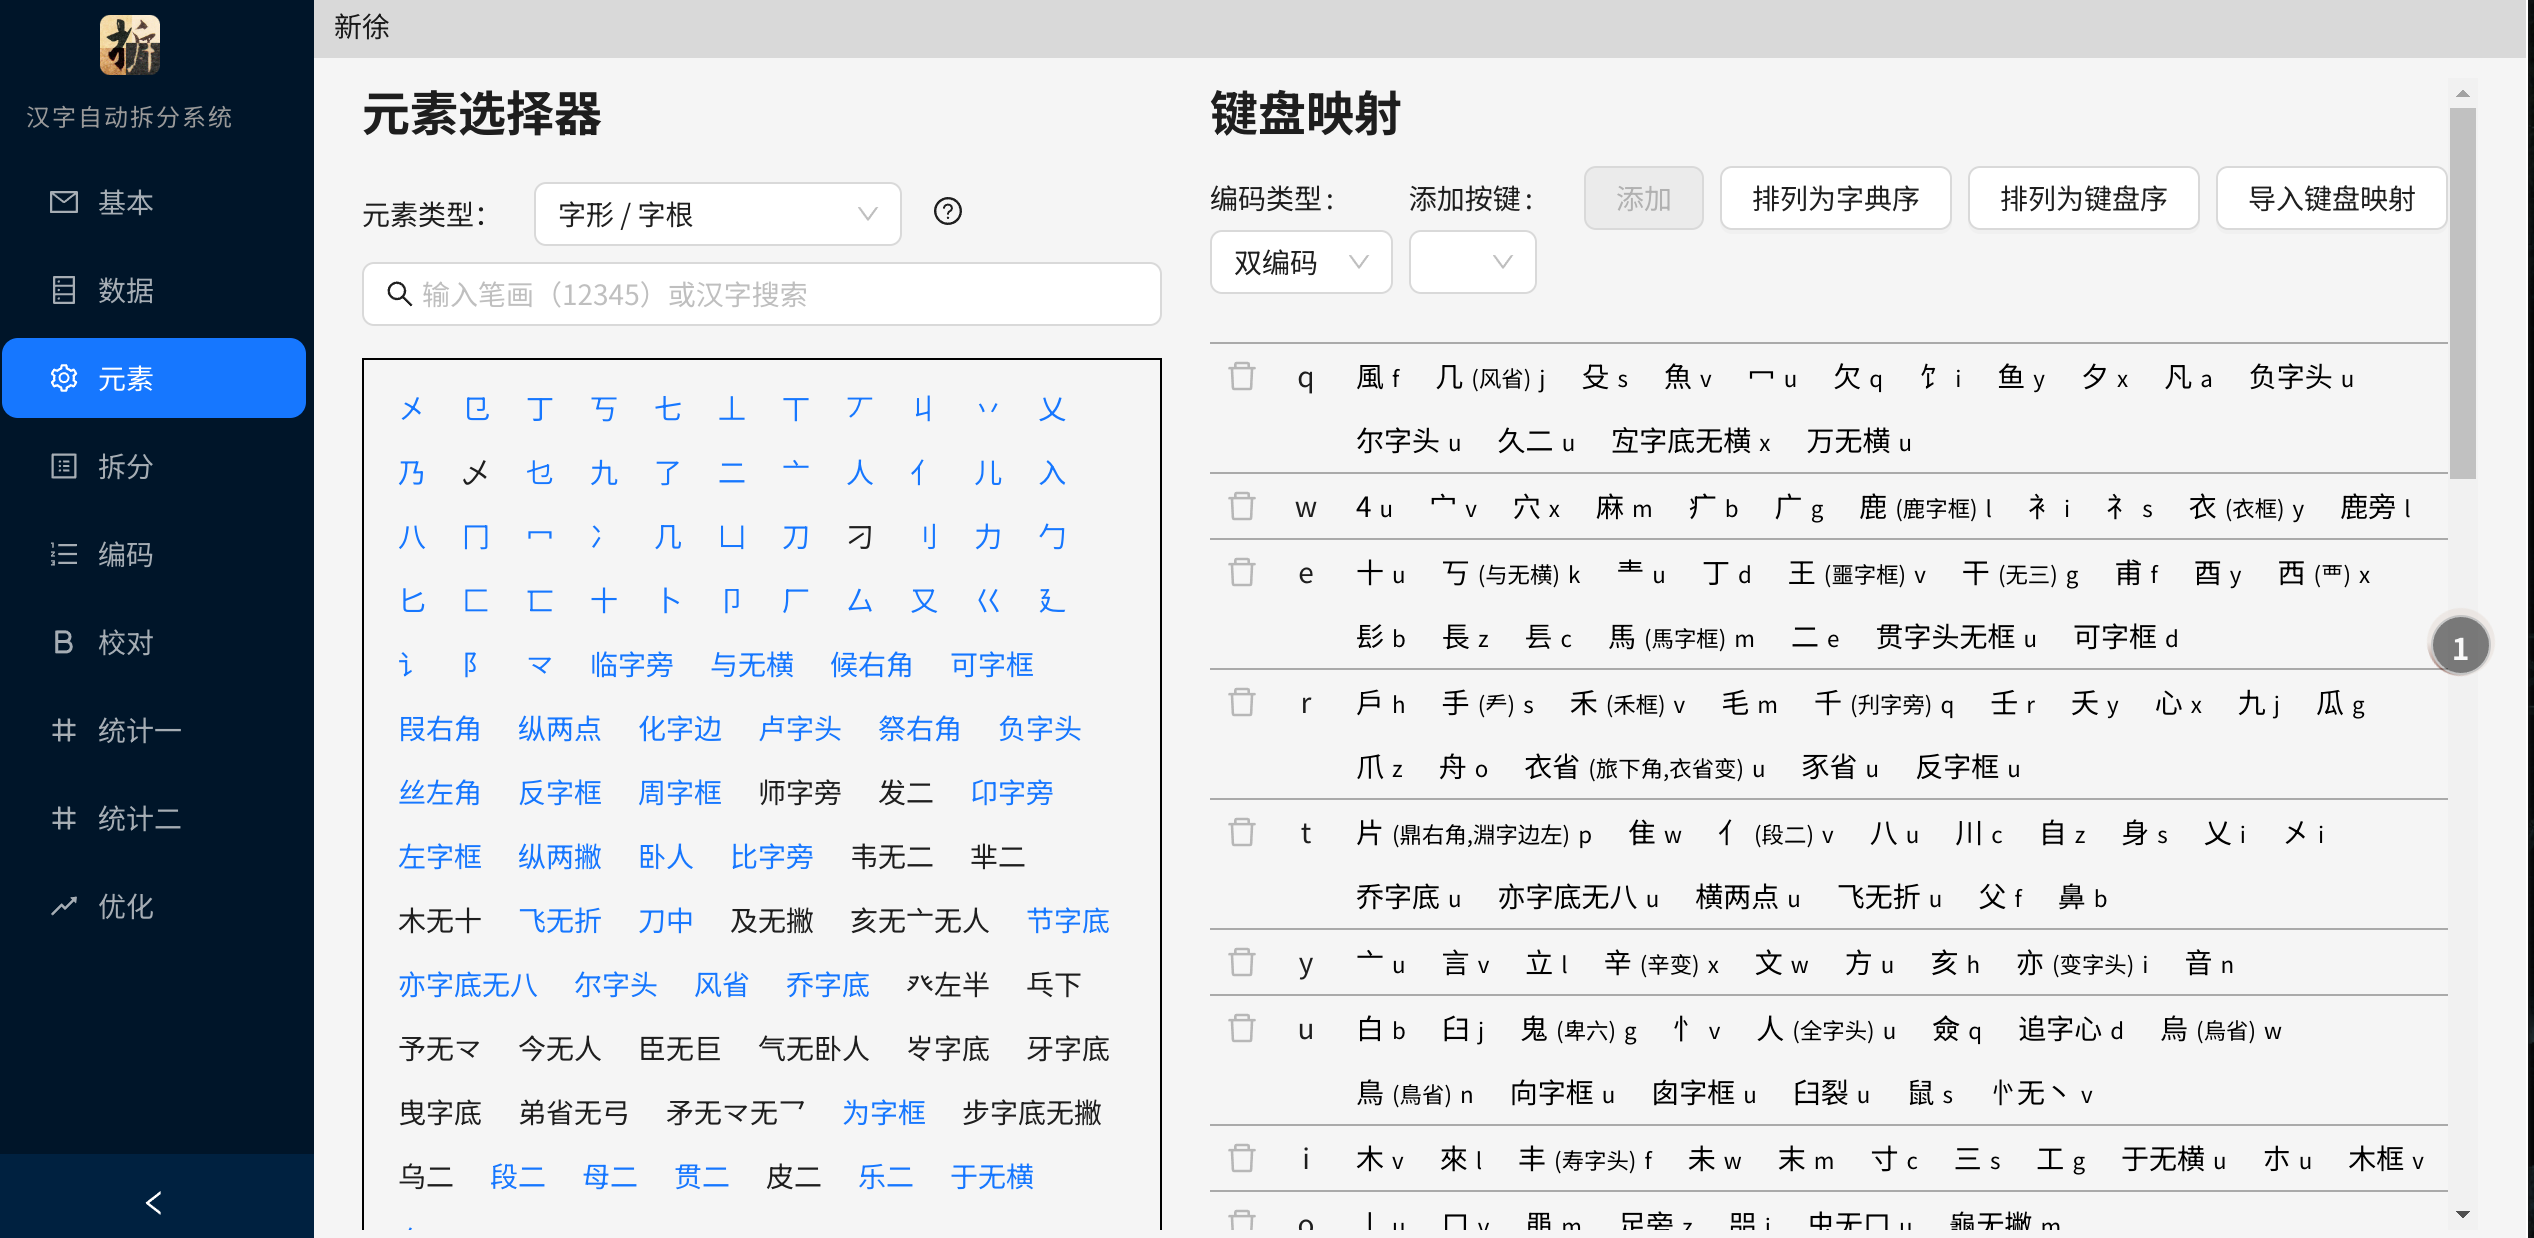 拆
汉字自动拆分系统
基本
数据
元素
拆分
编码
校对
统计一
统计二
优化
新徐
元素选择器
元素类型：
字形 / 字根
输入笔画（12345）或汉字搜索
㐅 㔾 丁 丂 七 丄 丅 丆 丩 丷 乂
乃 乄 乜 九 了 二 亠 人 亻 儿 入
八 冂 冖 冫 几 凵 刀 刁 刂 力 勹
匕 匚 匸 十 卜 卩 厂 厶 又 巜 廴
讠 阝 龴 临字旁 与无横 候右角 可字框
叚右角 纵两点 化字边 卢字头 祭右角 负字头
丝左角 反字框 周字框 师字旁 发二 卬字旁
左字框 纵两撇 卧人 比字旁 韦无二 芈二
木无十 飞无折 刀中 及无撇 亥无亠无人 节字底
亦字底无八 尔字头 风省 乔字底 癶左半 乓下
予无龴 今无人 臣无巨 气无卧人 岁字底 牙字底
曳字底 弟省无弓 矛无龴无乛 为字框 步字底无撇
乌二 段二 母二 贯二 皮二 乐二 于无横
键盘映射
编码类型：
双编码
添加按键：
添加
排列为字典序
排列为键盘序
导入键盘映射
q 風 f 几 (风省) j 殳 s 魚 v 冖 u 欠 q 饣 i 鱼 y 夕 x 凡 a 负字头 u
尔字头 u 久二 u 宐字底无横 x 万无横 u
w 4 u 宀 v 穴 x 麻 m 疒 b 广 g 鹿 (鹿字框) l 衤 i 礻 s 衣 (衣框) y 鹿旁 l
e 十 u 丂 (与无横) k 龶 u 丁 d 王 (噩字框) v 干 (无三) g 甫 f 酉 y 西 (覀) x
髟 b 長 z 镸 c 馬 (馬字框) m 二 e 贯字头无框 u 可字框 d
r 戶 h 手 (龵) s 禾 (禾框) v 毛 m 千 (刋字旁) q 壬 r 夭 y 心 x 九 j 瓜 g
爪 z 舟 o 衣省 (旅下角,衣省变) u 豕省 u 反字框 u
t 片 (鼎右角,淵字边左) p 隹 w 亻 (段二) v 八 u 川 c 自 z 身 s 乂 i 㐅 i
乔字底 u 亦字底无八 u 横两点 u 飞无折 u 父 f 鼻 b
y 亠 u 言 v 立 l 辛 (辛变) x 文 w 方 u 亥 h 亦 (变字头) i 音 n
u 白 b 臼 j 鬼 (卑六) g 忄 v 人 (全字头) u 僉 q 追字心 d 烏 (烏省) w
鳥 (鳥省) n 向字框 u 囱字框 u 臼裂 u 鼠 s 㣺无丶 v
i 木 v 來 l 丰 (寿字头) f 未 w 末 m 寸 c 三 s 工 g 于无横 u 朩 u 木框 v
o 丨 u 口 v 黾 m 足旁 z 㗊 j 虫无口 u 龜无撇 m
1